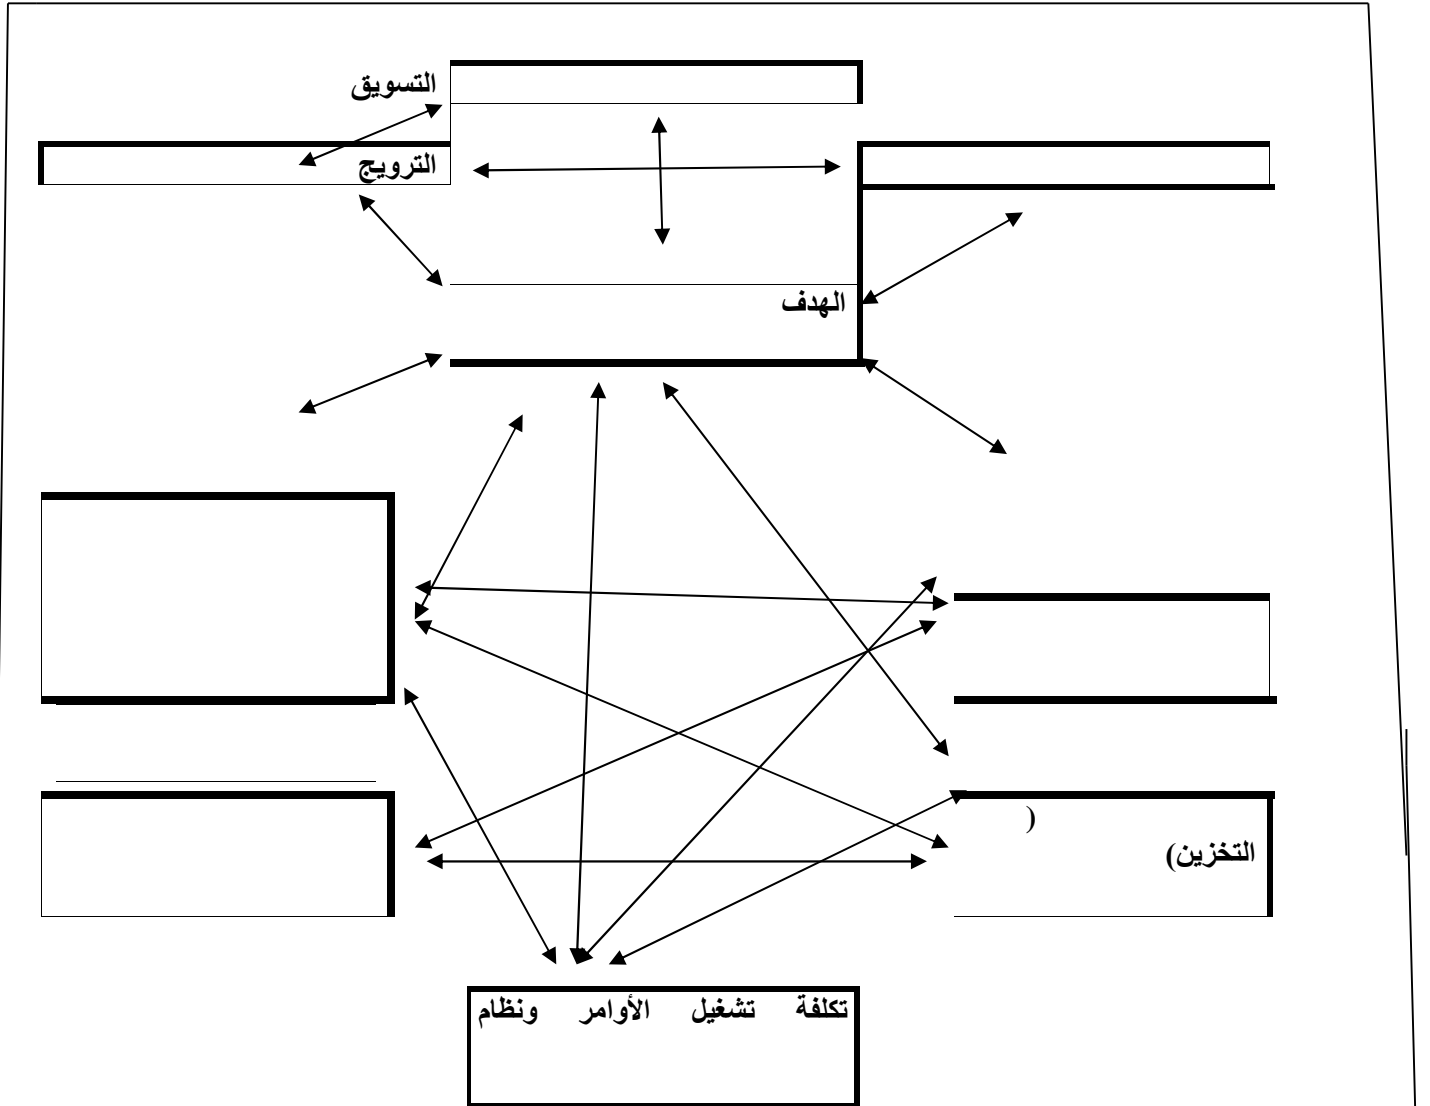 التسويق
الترويج
الهدف
(
التخزين)
تكلفة تشغيل الأوامر ونظام